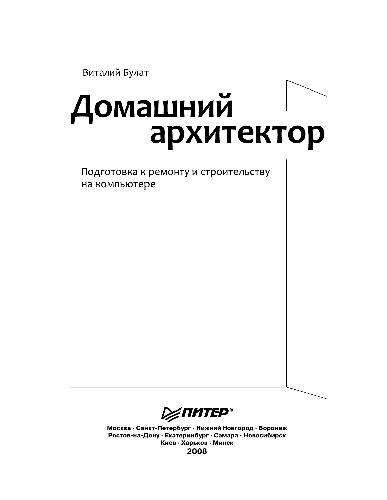 Виталий Булат
Домашний
архитектор
Подготовка к ремонту и строительству
на компьютере
ПИТЕР®
Москва · Санкт-Петербург · Нижний Новгород · Воронеж
Ростов-на-Дону · Екатеринбург · Самара · Новосибирск
Киев · Харьков · Минск
2008